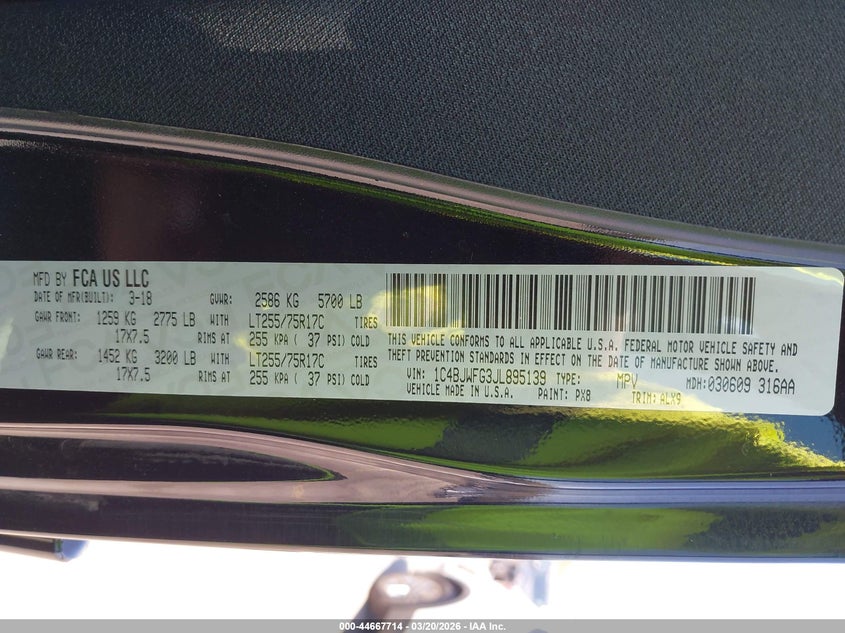 MFD BY FCA US LLC
DATE OF MFR(BUILT): 3-18 GVWR: 2586 KG 5700 LB
GAWR FRONT: 1259 KG 2775 LB WITH LT255/75R17C TIRES
17X7.5 RIMS AT 255 KPA ( 37 PSI) COLD
GAWR REAR: 1452 KG 3200 LB WITH LT255/75R17C TIRES
17X7.5 RIMS AT 255 KPA ( 37 PSI) COLD
THIS VEHICLE CONFORMS TO ALL APPLICABLE U.S.A. FEDERAL MOTOR VEHICLE SAFETY AND
THEFT PREVENTION STANDARDS IN EFFECT ON THE DATE OF MANUFACTURE SHOWN ABOVE.
VIN: 1C4BJWFG3JL895139 TYPE: MPV MDH: 030609 316AA
VEHICLE MADE IN U.S.A. PAINT: PX8 TRIM: ALX9
000-44667714 - 03/20/2026 - IAA Inc.